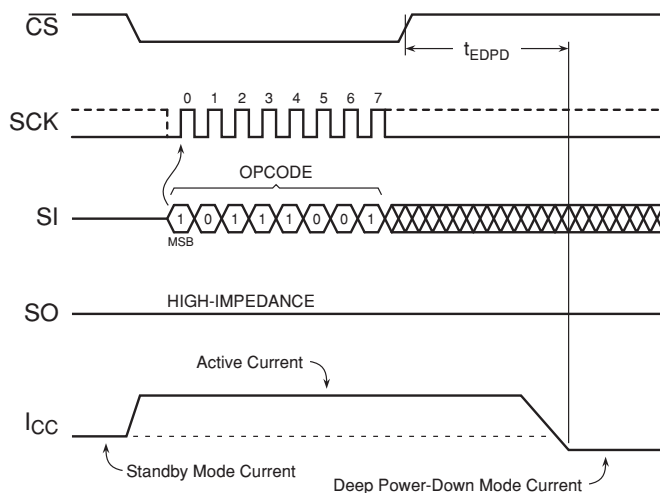 CS
tEDPD
0 1 2 3 4 5 6 7
SCK
OPCODE
SI
1 0 1 1 1 0 0 1
MSB
HIGH-IMPEDANCE
SO
Active Current
ICC
Standby Mode Current
Deep Power-Down Mode Current